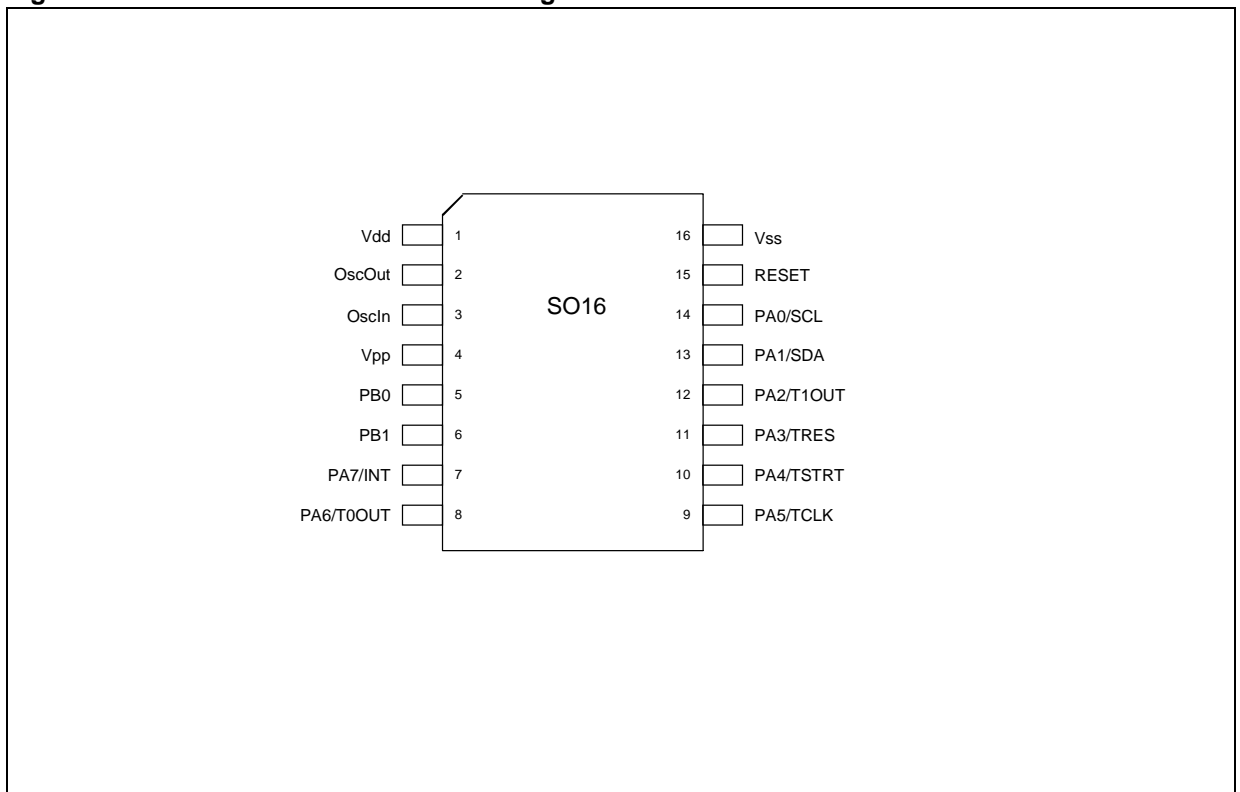 Vdd 1 16 Vss
OscOut 2 15 RESET
SO16
OscIn 3 14 PA0/SCL
Vpp 4 13 PA1/SDA
PB0 5 12 PA2/T1OUT
PB1 6 11 PA3/TRES
PA7/INT 7 10 PA4/TSTRT
PA6/T0OUT 8 9 PA5/TCLK